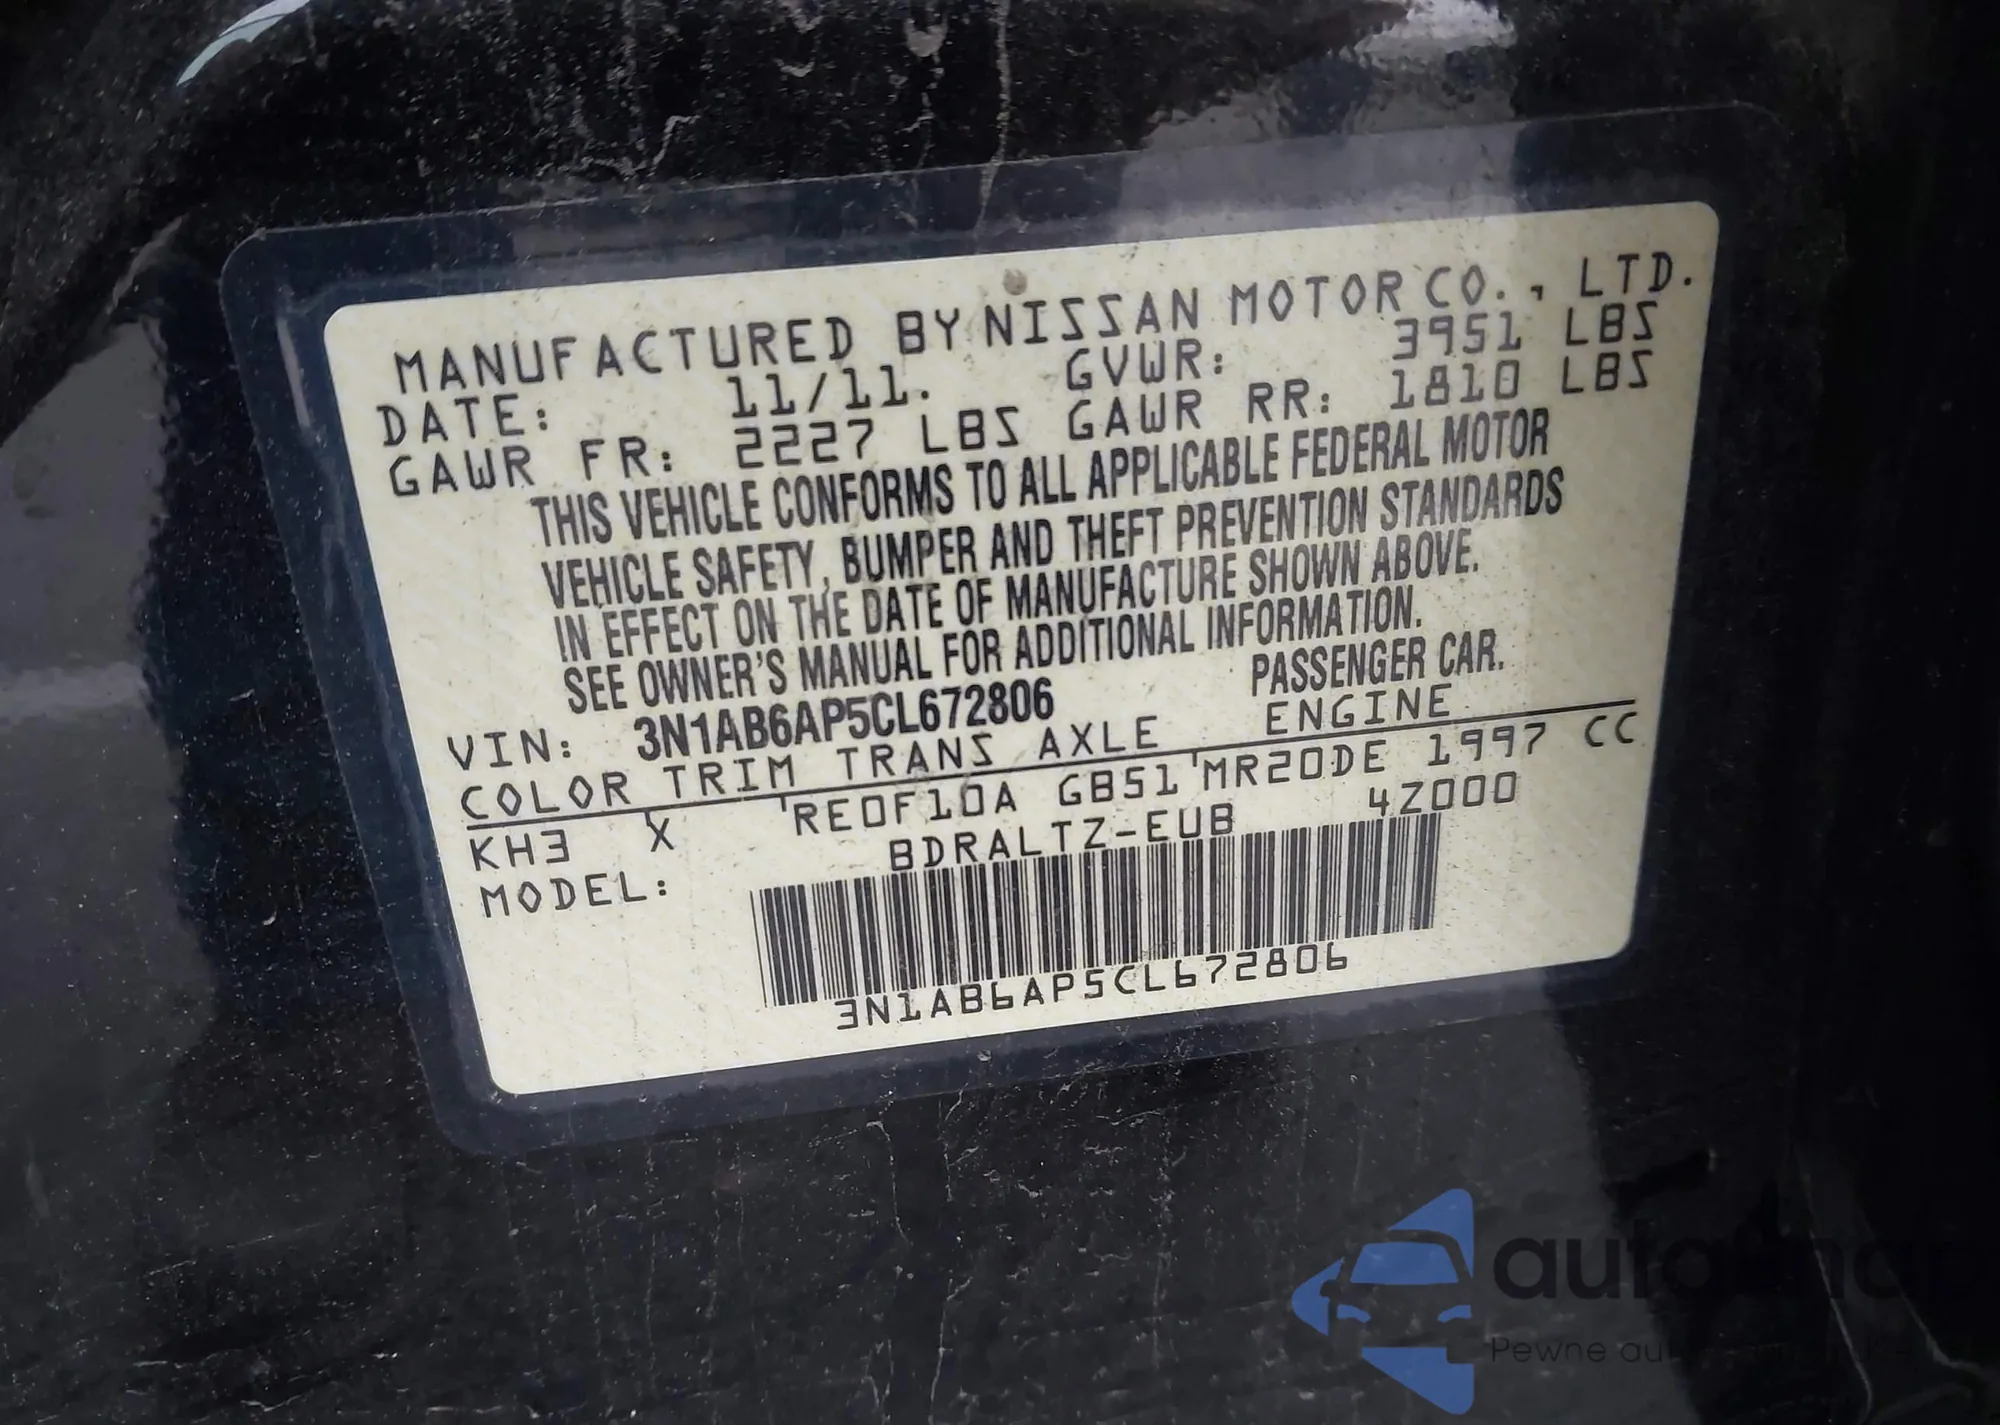 MANUFACTURED BY NISSAN MOTOR CO., LTD.
DATE: 11/11. GVWR: 3951 LBS
GAWR FR: 2227 LBS GAWR RR: 1810 LBS
THIS VEHICLE CONFORMS TO ALL APPLICABLE FEDERAL MOTOR
VEHICLE SAFETY, BUMPER AND THEFT PREVENTION STANDARDS
IN EFFECT ON THE DATE OF MANUFACTURE SHOWN ABOVE.
SEE OWNER'S MANUAL FOR ADDITIONAL INFORMATION.
VIN: 3N1AB6AP5CL672806 PASSENGER CAR.
COLOR TRIM TRANS AXLE ENGINE
KH3 X RE0F10A GB51 MR20DE 1997 CC
MODEL: BDRALTZ-EUB 4Z000
3N1AB6AP5CL672806
Pewne